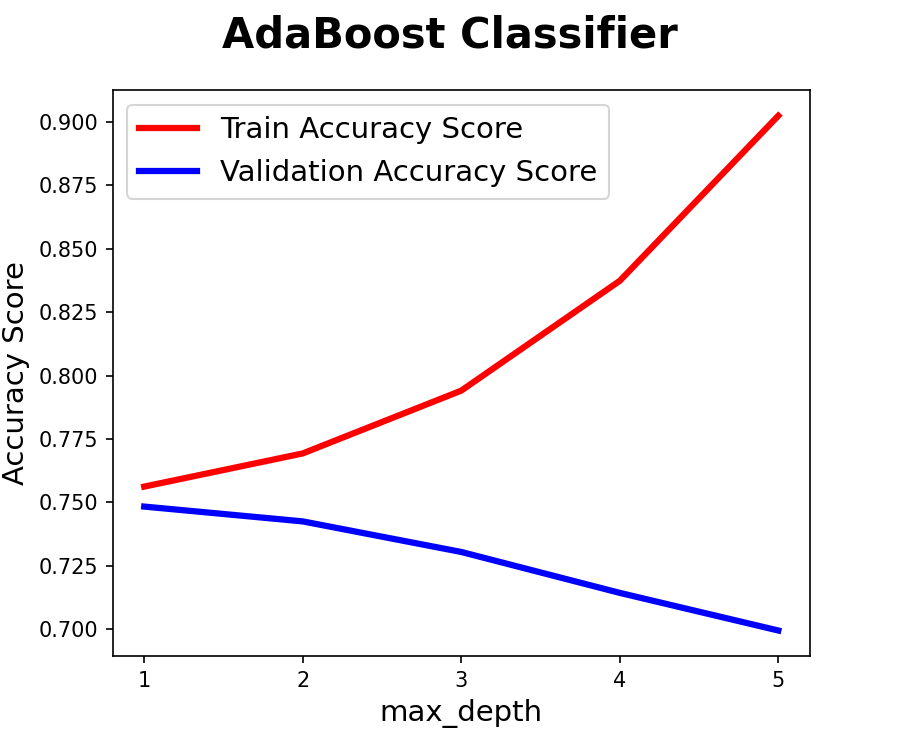 AdaBoost Classifier
Train Accuracy Score
Validation Accuracy Score
Accuracy Score
0.900
0.875
0.850
0.825
0.800
0.775
0.750
0.725
0.700
1 2 3 4 5
max_depth